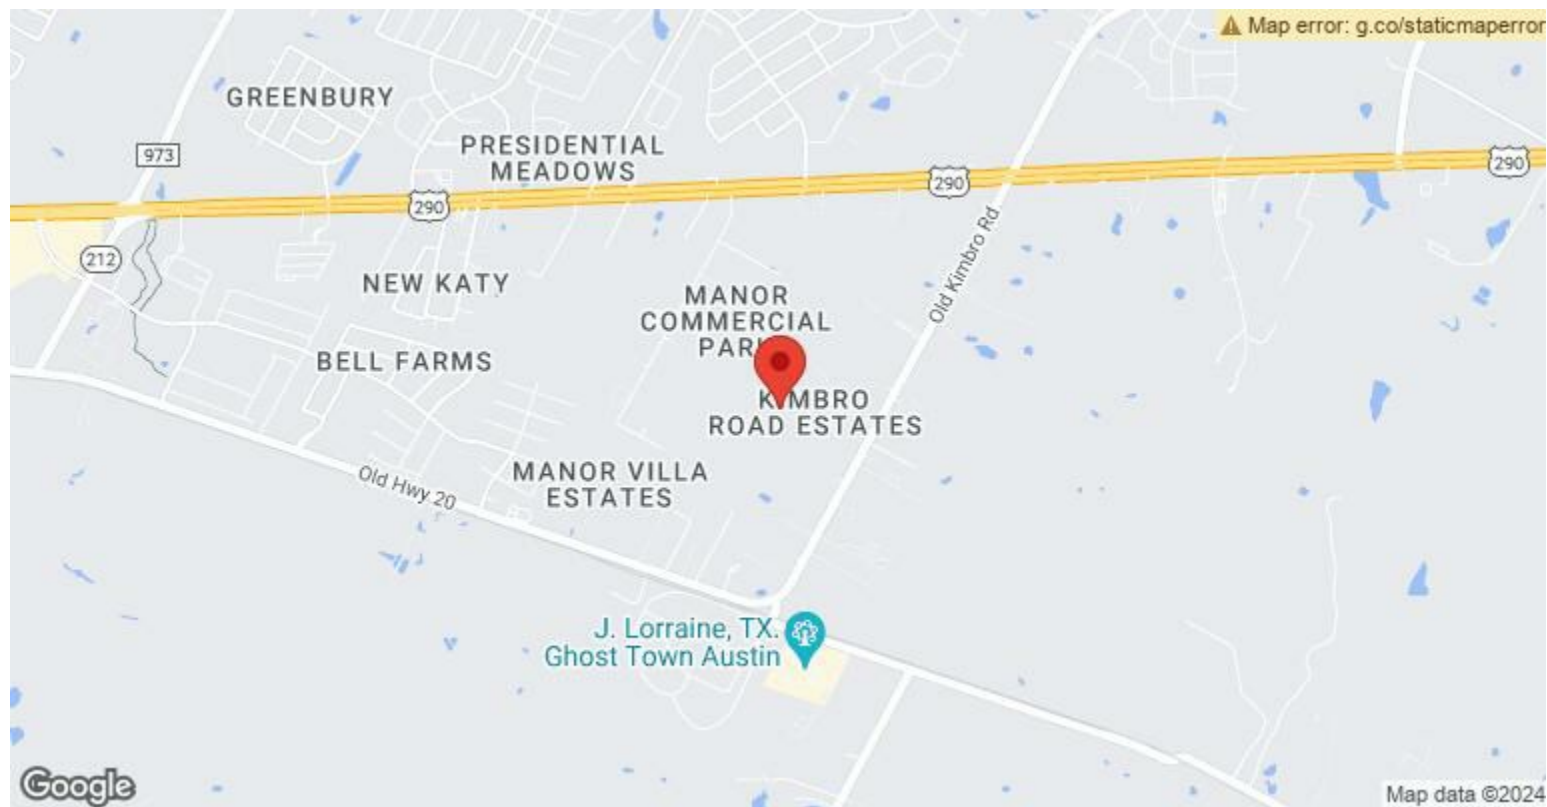 Map error: g.co/staticmaperror
GREENBURY
973
PRESIDENTIAL
MEADOWS
290
290
290
212
NEW KATY
MANOR
COMMERCIAL
Old Kimbro Rd
BELL FARMS
KIMBRO
ROAD ESTATES
MANOR VILLA
ESTATES
Old Hwy 20
J. Lorraine, TX.
Ghost Town Austin
Google
Map data ©2024